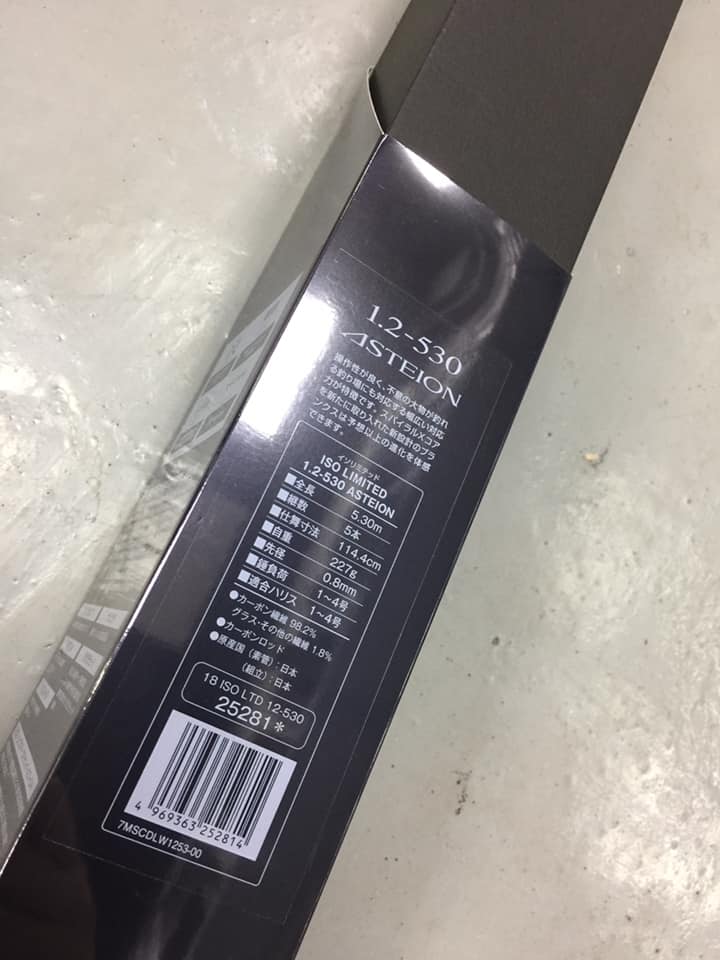 1.2-530
ASTEION
操作性が良く、不意の大物が釣れ
る釣り場にも対応する幅広い対応
力が特徴です。スパイラルXコア
を新たに取り入れた新設計のブラ
ンクスは予想以上の進化を体感
できます。
イソリミテッド
ISO LIMITED
1.2-530 ASTEION
■全長 5.30m
■継数 5本
■仕舞寸法 114.4cm
■自重 227g
■先径 0.8mm
■錘負荷 1~4号
■適合ハリス 1~4号
●カーボン繊維 98.2%
グラス・その他の繊維 1.8%
●カーボンロッド
●原産国（素管）:日本
（組立）:日本
18 ISO LTD 12-530
25281*
4 969363 252814
7MSCDLW1253-00